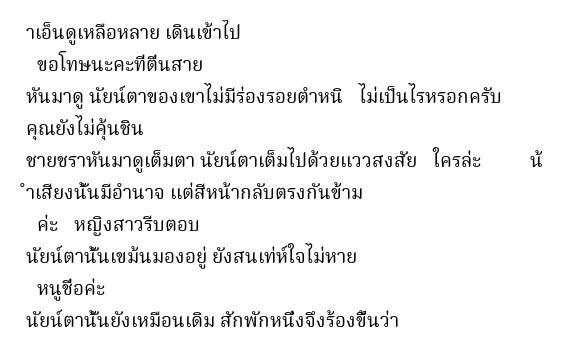 าเอ็นดูเหลือหลาย เดินเข้าไป
ขอโทษนะคะที่ตื่นสาย
หันมาดู นัยน์ตาของเขาไม่มีร่องรอยตำหนิ ไม่เป็นไรหรอกครับ
คุณยังไม่คุ้นชิน
ชายชราหันมาดูเต็มตา นัยน์ตาเต็มไปด้วยแววสงสัย ใครล่ะ น้
ำเสียงนั้นมีอำนาจ แต่สีหน้ากลับตรงกันข้าม
ค่ะ หญิงสาวรีบตอบ
นัยน์ตานั้นเขม้นมองอยู่ ยังสนเท่ห์ใจไม่หาย
หนูชื่อค่ะ
นัยน์ตานั้นยังเหมือนเดิม สักพักหนึ่งจึงร้องขึ้นว่า